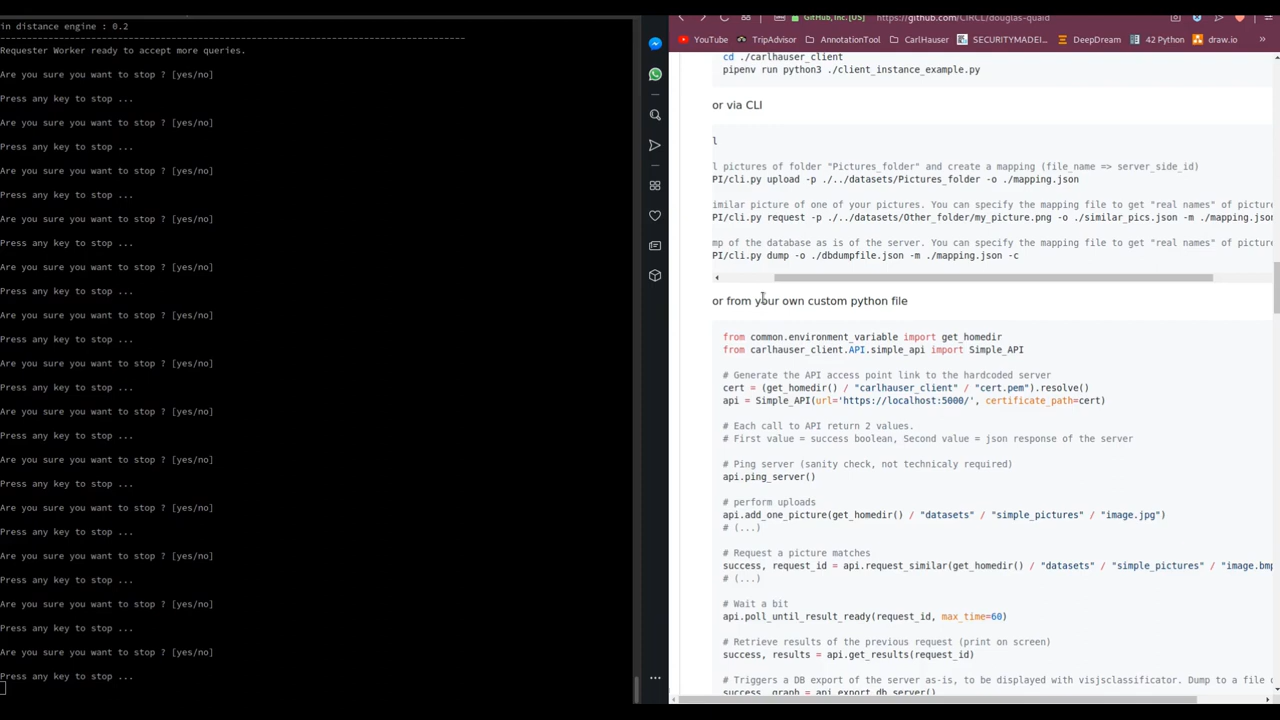 in distance engine : 0.2
--------------------------------------------------------------------------------------------
Requester Worker ready to accept more queries.
Are you sure you want to stop ? [yes/no]
Press any key to stop ...
Are you sure you want to stop ? [yes/no]
Press any key to stop ...
Are you sure you want to stop ? [yes/no]
Press any key to stop ...
Are you sure you want to stop ? [yes/no]
Press any key to stop ...
Are you sure you want to stop ? [yes/no]
Press any key to stop ...
Are you sure you want to stop ? [yes/no]
Press any key to stop ...
Are you sure you want to stop ? [yes/no]
Press any key to stop ...
Are you sure you want to stop ? [yes/no]
Press any key to stop ...
Are you sure you want to stop ? [yes/no]
Press any key to stop ...
Are you sure you want to stop ? [yes/no]
Press any key to stop ...
Are you sure you want to stop ? [yes/no]
Press any key to stop ...
Are you sure you want to stop ? [yes/no]
Press any key to stop ...
Are you sure you want to stop ? [yes/no]
Press any key to stop ...
GitHub, Inc. [US] https://github.com/CIRCL/douglas-quaid
YouTube TripAdvisor AnnotationTool CarlHauser SECURITYMADEI... DeepDream 42 Python draw.io »
cd ./carlhauser_client
pipenv run python3 ./client_instance_example.py
or via CLI
l
l pictures of folder "Pictures_folder" and create a mapping (file_name => server_side_id)
PI/cli.py upload -p ./../datasets/Pictures_folder -o ./mapping.json
imilar picture of one of your pictures. You can specify the mapping file to get "real names" of picture
PI/cli.py request -p ./../datasets/Other_folder/my_picture.png -o ./similar_pics.json -m ./mapping.json
mp of the database as is of the server. You can specify the mapping file to get "real names" of picture
PI/cli.py dump -o ./dbdumpfile.json -m ./mapping.json -c
or from your own custom python file
from common.environment_variable import get_homedir
from carlhauser_client.API.simple_api import Simple_API
# Generate the API access point link to the hardcoded server
cert = (get_homedir() / "carlhauser_client" / "cert.pem").resolve()
api = Simple_API(url='https://localhost:5000/', certificate_path=cert)
# Each call to API return 2 values.
# First value = success boolean, Second value = json response of the server
# Ping server (sanity check, not technicaly required)
api.ping_server()
# perform uploads
api.add_one_picture(get_homedir() / "datasets" / "simple_pictures" / "image.jpg")
# (...)
# Request a picture matches
success, request_id = api.request_similar(get_homedir() / "datasets" / "simple_pictures" / "image.bmp
# (...)
# Wait a bit
api.poll_until_result_ready(request_id, max_time=60)
# Retrieve results of the previous request (print on screen)
success, results = api.get_results(request_id)
# Triggers a DB export of the server as-is, to be displayed with visjsclassificator. Dump to a file
success, graph = api.export_db_server()